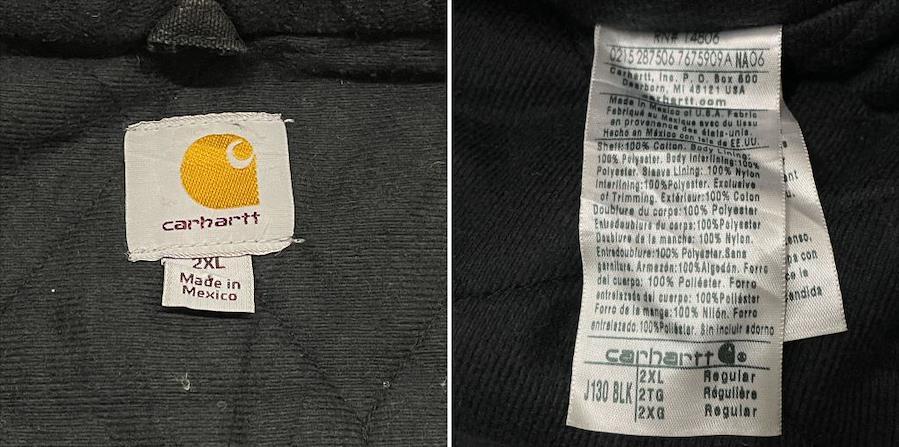 carhartt
2XL
Made in
Mexico
RN# 14806
0215 287506 7675909A NA06
Carhartt, Inc. P.O. Box 600
Dearborn, MI 48121 USA
carhartt.com
Made in Mexico of U.S.A. Fabric
Fabriqué au Mexique avec du tissu
en provenance des états-unis.
Hecho en México con tela de EE.UU.
Shell:100% Cotton. Body Lining:
100% Polyester. Body Interlining:100%
Polyester. Sleeve Lining: 100% Nylon
Interlining:100%Polyester. Exclusive
of Trimming. Extérieur:100% Coton
Doublure du corps:100% Polyester
Entredoublure du corps:100% Polyester
Doublure de la manche: 100% Nylon.
Entredoublure:100% Polyester.Sans
garniture. Armazón:100%Algodón. Forro
del cuerpo: 100% Poliéster. Forro
entrelazado del cuerpo: 100%Poliéster
Forro de la manga:100% Nilón. Forro
entrelazado:100%Poliéster. Sin incluir adorno
carhartt ®
J130 BLK
2XL Regular
2TG Régulière
2XG Regular